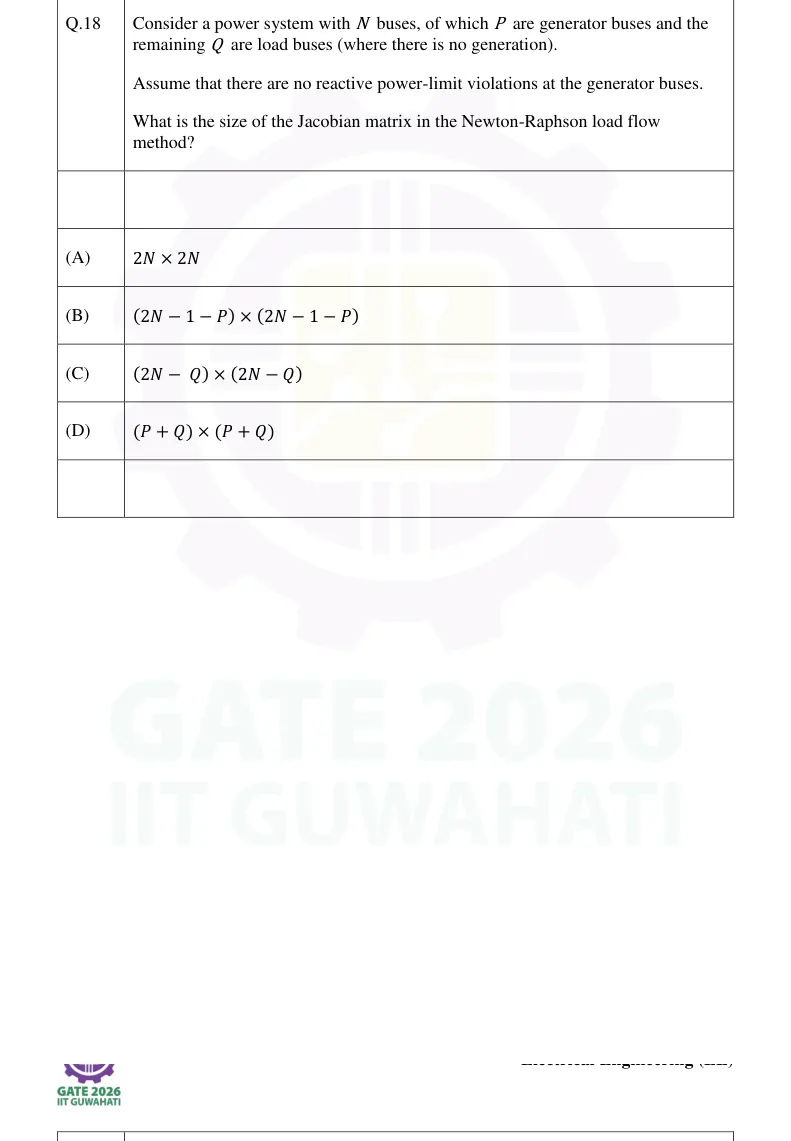 Q.18
Consider a power system with N buses, of which P are generator buses and the
remaining Q are load buses (where there is no generation).
Assume that there are no reactive power-limit violations at the generator buses.
What is the size of the Jacobian matrix in the Newton-Raphson load flow
method?
(A) 2N × 2N
(B) (2N − 1 − P) × (2N − 1 − P)
(C) (2N − Q) × (2N − Q)
(D) (P + Q) × (P + Q)
GATE 2026
IIT GUWAHATI
GATE 2026
IIT GUWAHATI